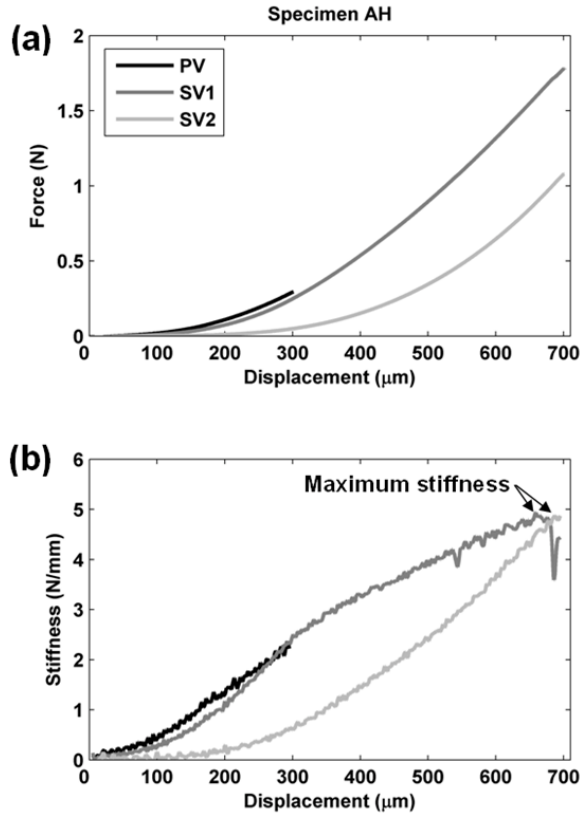 Specimen AH
(a)
2
1.5
1
0.5
0
Force (N)
PV
SV1
SV2
0 100 200 300 400 500 600 700
Displacement (μm)
(b)
6
5
4
3
2
1
0
Stiffness (N/mm)
Maximum stiffness
0 100 200 300 400 500 600 700
Displacement (μm)